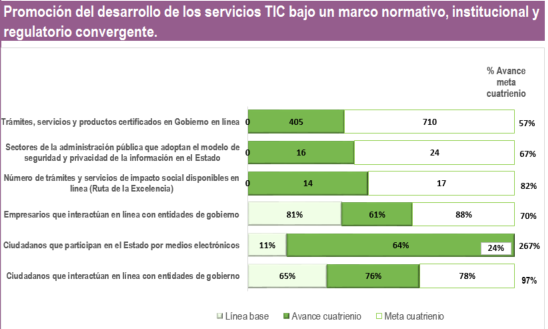 Promoción del desarrollo de los servicios TIC bajo un marco normativo, institucional y
regulatorio convergente.
% Avance
meta
cuatrienio
Trámites, servicios y productos certificados en Gobierno en línea 0 405 710 57%
Sectores de la administración pública que adoptan el modelo de
seguridad y privacidad de la información en el Estado 0 16 24 67%
Número de trámites y servicios de impacto social disponibles en
línea (Ruta de la Excelencia) 0 14 17 82%
Empresarios que interactúan en línea con entidades de gobierno 81% 61% 88% 70%
Ciudadanos que participan en el Estado por medios electrónicos 11% 64% 24% 267%
Ciudadanos que interactúan en línea con entidades de gobierno 65% 76% 78% 97%
Línea base Avance cuatrienio Meta cuatrienio